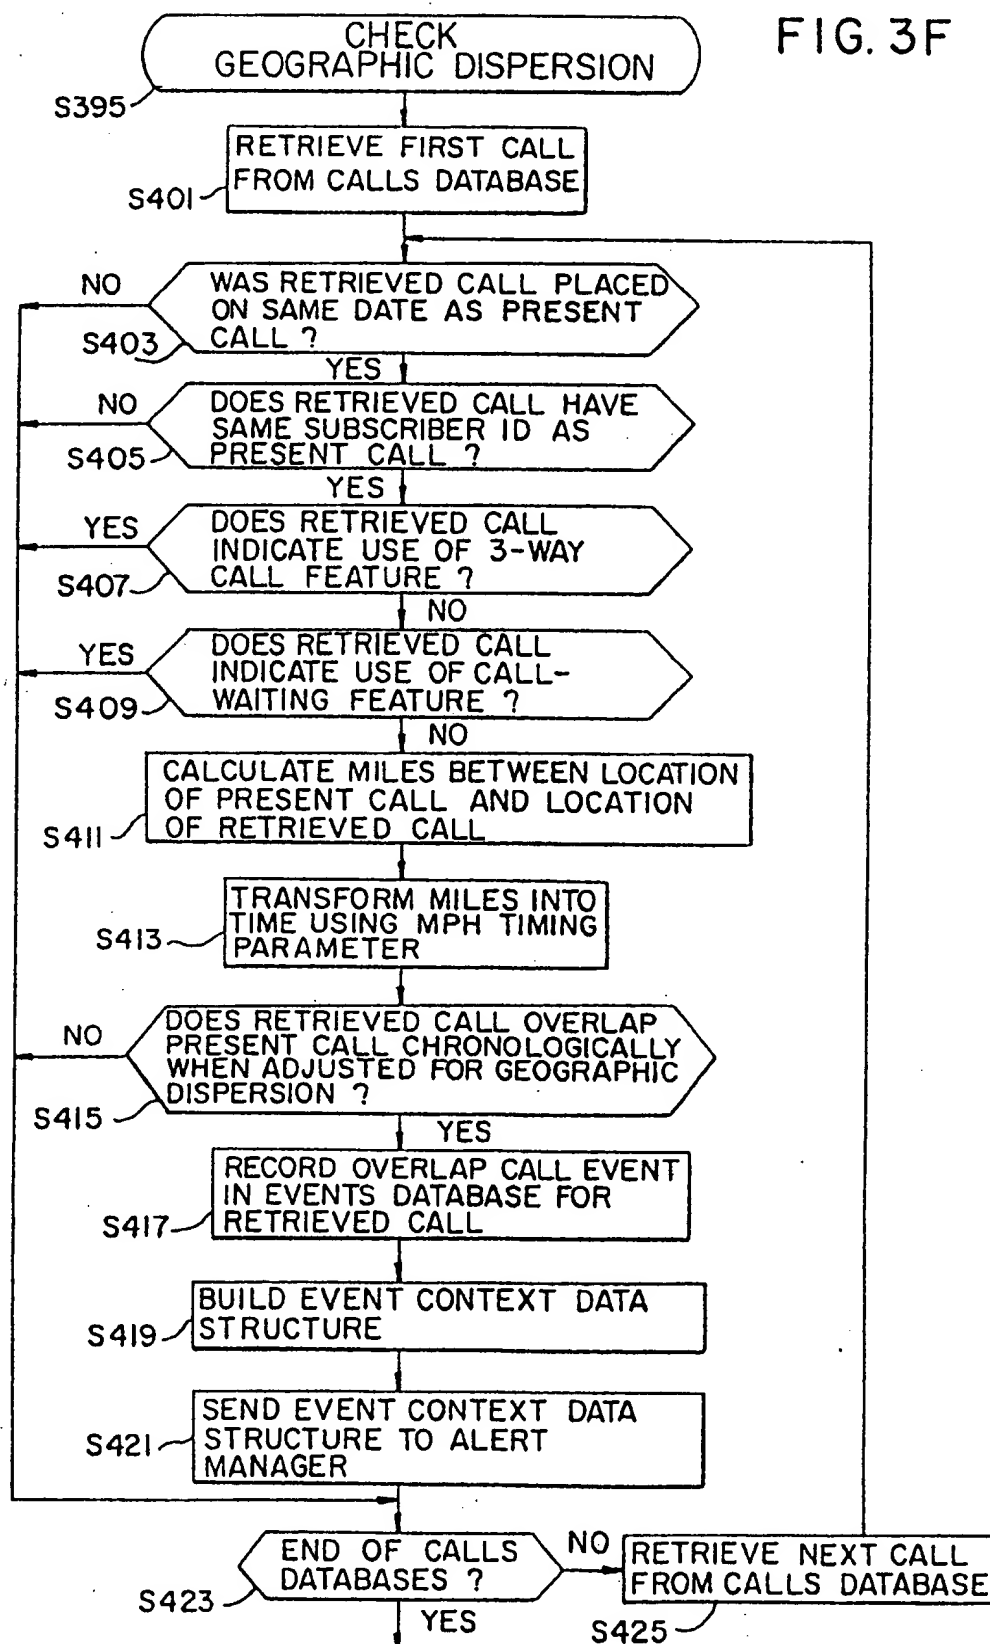 FIG. 3F
CHECK
GEOGRAPHIC DISPERSION
S395
RETRIEVE FIRST CALL
FROM CALLS DATABASE
S401
NO
WAS RETRIEVED CALL PLACED
ON SAME DATE AS PRESENT
CALL ?
S403
YES
NO
DOES RETRIEVED CALL HAVE
SAME SUBSCRIBER ID AS
PRESENT CALL ?
S405
YES
YES
DOES RETRIEVED CALL
INDICATE USE OF 3-WAY
CALL FEATURE ?
S407
NO
YES
DOES RETRIEVED CALL
INDICATE USE OF CALL-
WAITING FEATURE ?
S409
NO
CALCULATE MILES BETWEEN LOCATION
OF PRESENT CALL AND LOCATION
OF RETRIEVED CALL
S411
TRANSFORM MILES INTO
TIME USING MPH TIMING
PARAMETER
S413
NO
DOES RETRIEVED CALL OVERLAP
PRESENT CALL CHRONOLOGICALLY
WHEN ADJUSTED FOR GEOGRAPHIC
DISPERSION ?
S415
YES
RECORD OVERLAP CALL EVENT
IN EVENTS DATABASE FOR
RETRIEVED CALL
S417
BUILD EVENT CONTEXT DATA
STRUCTURE
S419
SEND EVENT CONTEXT DATA
STRUCTURE TO ALERT
MANAGER
S421
END OF CALLS
DATABASES ?
S423
NO
RETRIEVE NEXT CALL
FROM CALLS DATABASE
S425
YES